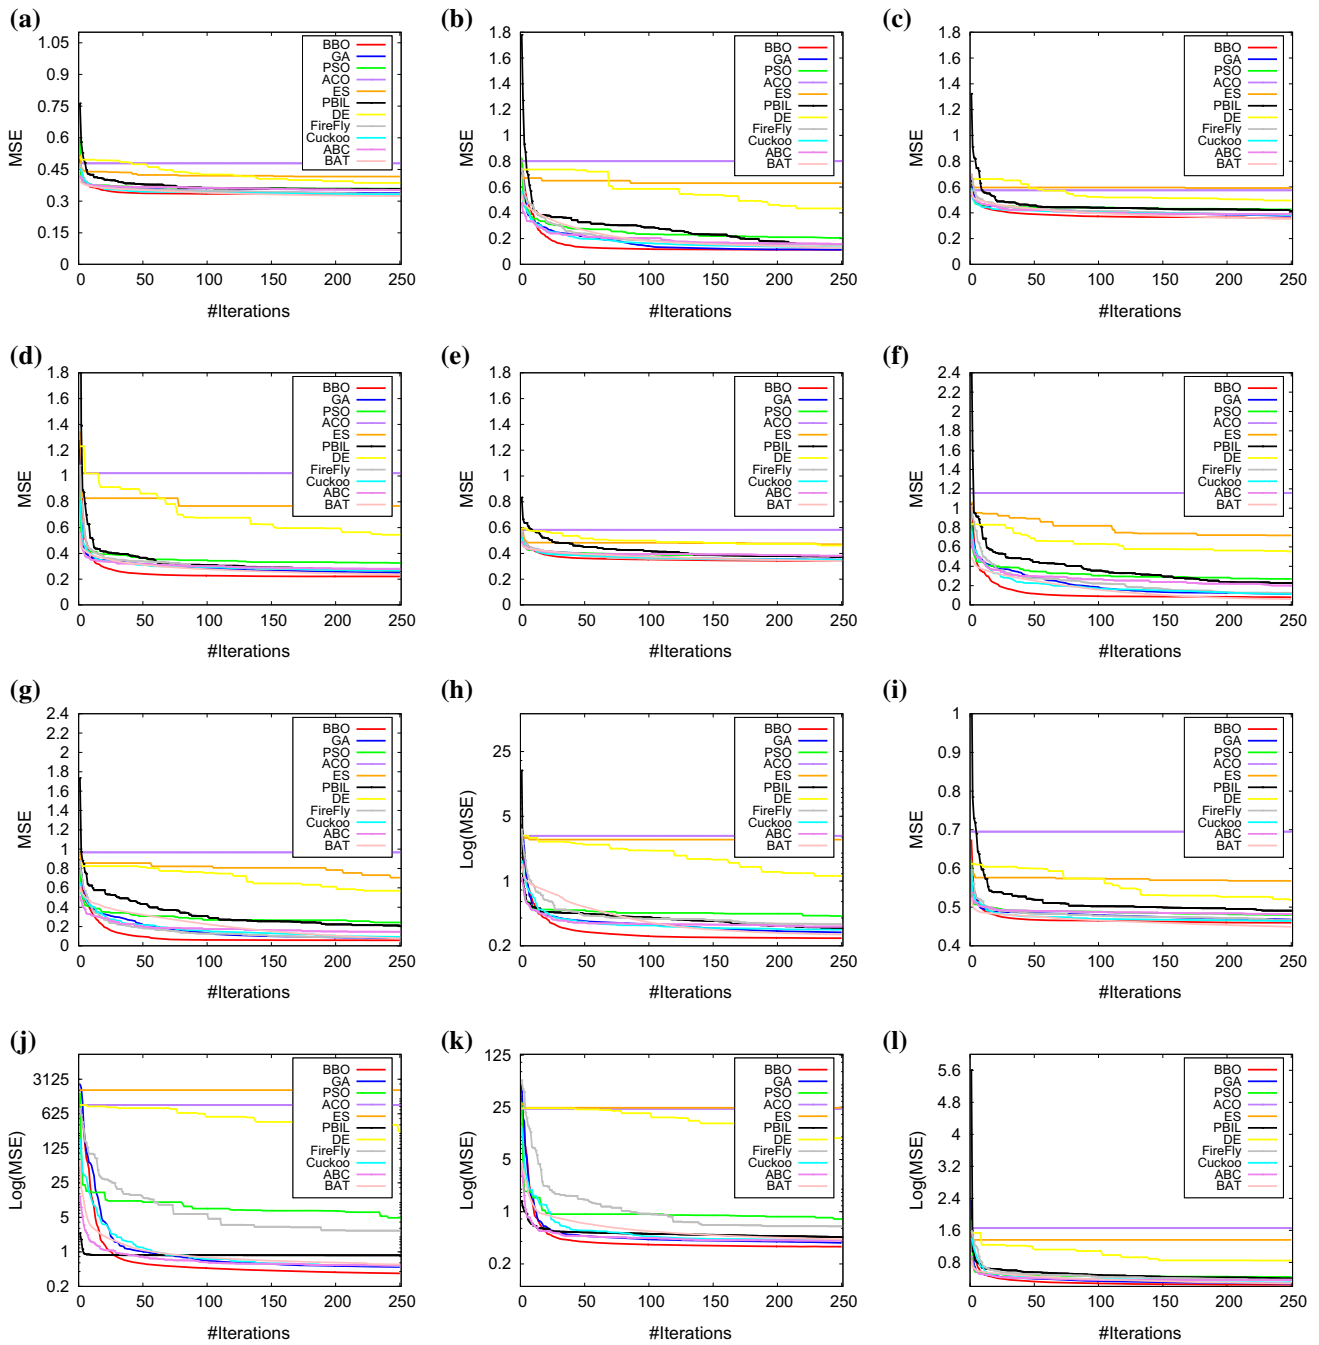 (a)
MSE
1.05
0.9
0.75
0.6
0.45
0.3
0.15
0
BBO
GA
PSO
ACO
ES
PBIL
DE
FireFly
Cuckoo
ABC
BAT
0 50 100 150 200 250
#Iterations
(b)
MSE
1.8
1.6
1.4
1.2
1
0.8
0.6
0.4
0.2
0
BBO
GA
PSO
ACO
ES
PBIL
DE
FireFly
Cuckoo
ABC
BAT
0 50 100 150 200 250
#Iterations
(c)
MSE
1.8
1.6
1.4
1.2
1
0.8
0.6
0.4
0.2
0
BBO
GA
PSO
ACO
ES
PBIL
DE
FireFly
Cuckoo
ABC
BAT
0 50 100 150 200 250
#Iterations
(d)
MSE
1.8
1.6
1.4
1.2
1
0.8
0.6
0.4
0.2
0
BBO
GA
PSO
ACO
ES
PBIL
DE
FireFly
Cuckoo
ABC
BAT
0 50 100 150 200 250
#Iterations
(e)
MSE
1.8
1.6
1.4
1.2
1
0.8
0.6
0.4
0.2
0
BBO
GA
PSO
ACO
ES
PBIL
DE
FireFly
Cuckoo
ABC
BAT
0 50 100 150 200 250
#Iterations
(f)
MSE
2.4
2.2
2
1.8
1.6
1.4
1.2
1
0.8
0.6
0.4
0.2
0
BBO
GA
PSO
ACO
ES
PBIL
DE
FireFly
Cuckoo
ABC
BAT
0 50 100 150 200 250
#Iterations
(g)
MSE
2.4
2.2
2
1.8
1.6
1.4
1.2
1
0.8
0.6
0.4
0.2
0
BBO
GA
PSO
ACO
ES
PBIL
DE
FireFly
Cuckoo
ABC
BAT
0 50 100 150 200 250
#Iterations
(h)
Log(MSE)
25
5
1
0.2
BBO
GA
PSO
ACO
ES
PBIL
DE
FireFly
Cuckoo
ABC
BAT
0 50 100 150 200 250
#Iterations
(i)
MSE
1
0.9
0.8
0.7
0.6
0.5
0.4
BBO
GA
PSO
ACO
ES
PBIL
DE
FireFly
Cuckoo
ABC
BAT
0 50 100 150 200 250
#Iterations
(j)
Log(MSE)
3125
625
125
25
5
1
0.2
BBO
GA
PSO
ACO
ES
PBIL
DE
FireFly
Cuckoo
ABC
BAT
0 50 100 150 200 250
#Iterations
(k)
Log(MSE)
125
25
5
1
0.2
BBO
GA
PSO
ACO
ES
PBIL
DE
FireFly
Cuckoo
ABC
BAT
0 50 100 150 200 250
#Iterations
(l)
Log(MSE)
5.6
4.8
4
3.2
2.4
1.6
0.8
BBO
GA
PSO
ACO
ES
PBIL
DE
FireFly
Cuckoo
ABC
BAT
0 50 100 150 200 250
#Iterations